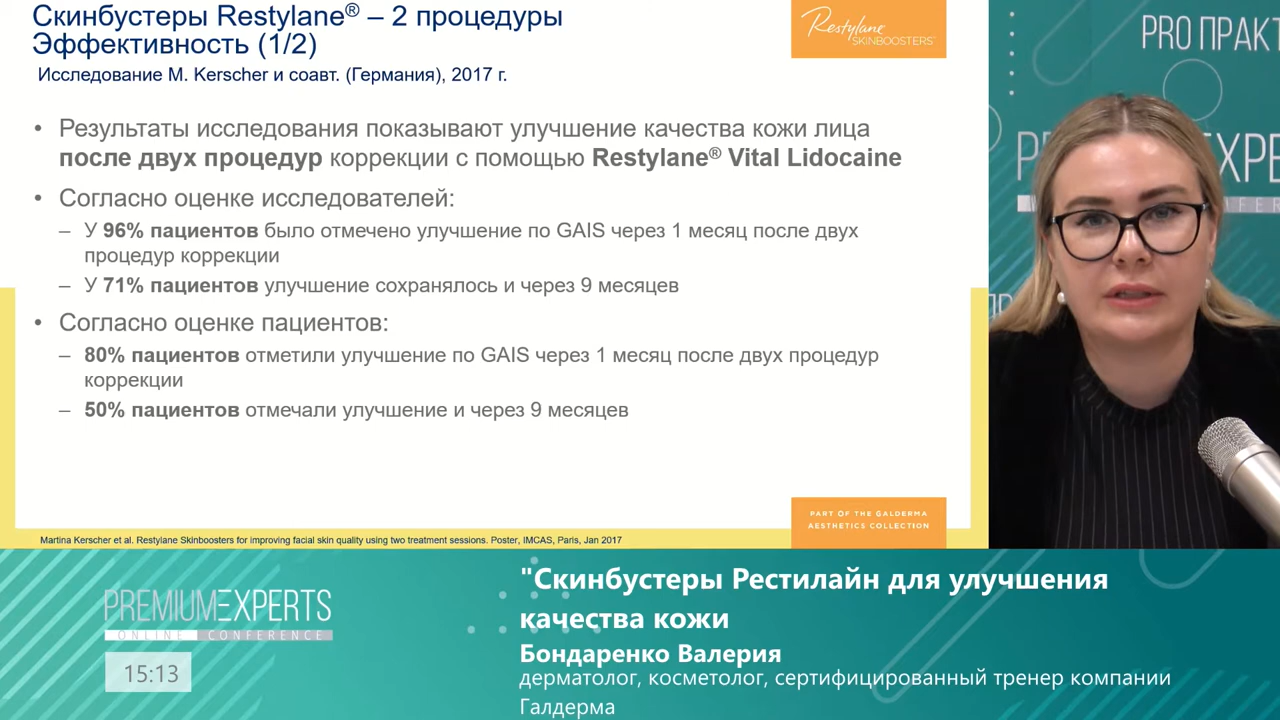 Скинбустеры Restylane® – 2 процедуры
Эффективность (1/2)
Исследование M. Kerscher и соавт. (Германия), 2017 г.
Restylane
SKINBOOSTERS
• Результаты исследования показывают улучшение качества кожи лица
после двух процедур коррекции с помощью Restylane® Vital Lidocaine
• Согласно оценке исследователей:
– У 96% пациентов было отмечено улучшение по GAIS через 1 месяц после двух
процедур коррекции
– У 71% пациентов улучшение сохранялось и через 9 месяцев
• Согласно оценке пациентов:
– 80% пациентов отметили улучшение по GAIS через 1 месяц после двух процедур
коррекции
– 50% пациентов отмечали улучшение и через 9 месяцев
PART OF THE GALDERMA
AESTHETICS COLLECTION
Martina Kerscher et al. Restylane Skinboosters for improving facial skin quality using two treatment sessions. Poster, IMCAS, Paris, Jan 2017
PRO ПРАКТ
PREMIUMEXPERTS
ONLINE CONFERENCE
15:13
"Скинбустеры Рестилайн для улучшения
качества кожи
Бондаренко Валерия
дерматолог, косметолог, сертифицированный тренер компании
Галдерма